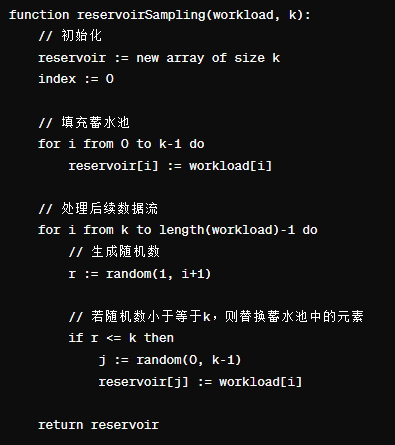 function reservoirSampling(workload, k):
    // 初始化
    reservoir := new array of size k
    index := 0

    // 填充蓄水池
    for i from 0 to k-1 do
        reservoir[i] := workload[i]

    // 处理后续数据流
    for i from k to length(workload)-1 do
        // 生成随机数
        r := random(1, i+1)

        // 若随机数小于等于k，则替换蓄水池中的元素
        if r <= k then
            j := random(0, k-1)
            reservoir[j] := workload[i]

    return reservoir